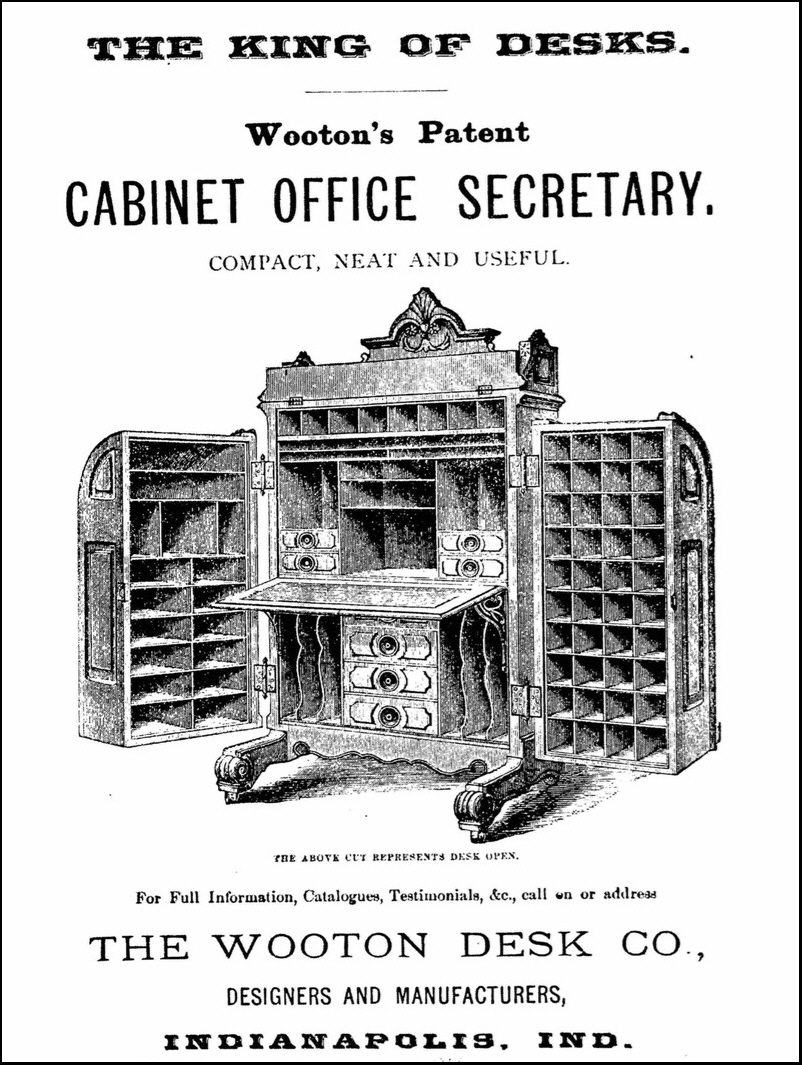 THE KING OF DESKS.
Wooton's Patent
CABINET OFFICE SECRETARY.
COMPACT, NEAT AND USEFUL.
THE ABOVE CUT REPRESENTS DESK OPEN.
For Full Information, Catalogues, Testimonials, &c., call on or address
THE WOOTON DESK CO.,
DESIGNERS AND MANUFACTURERS,
INDIANAPOLIS, IND.